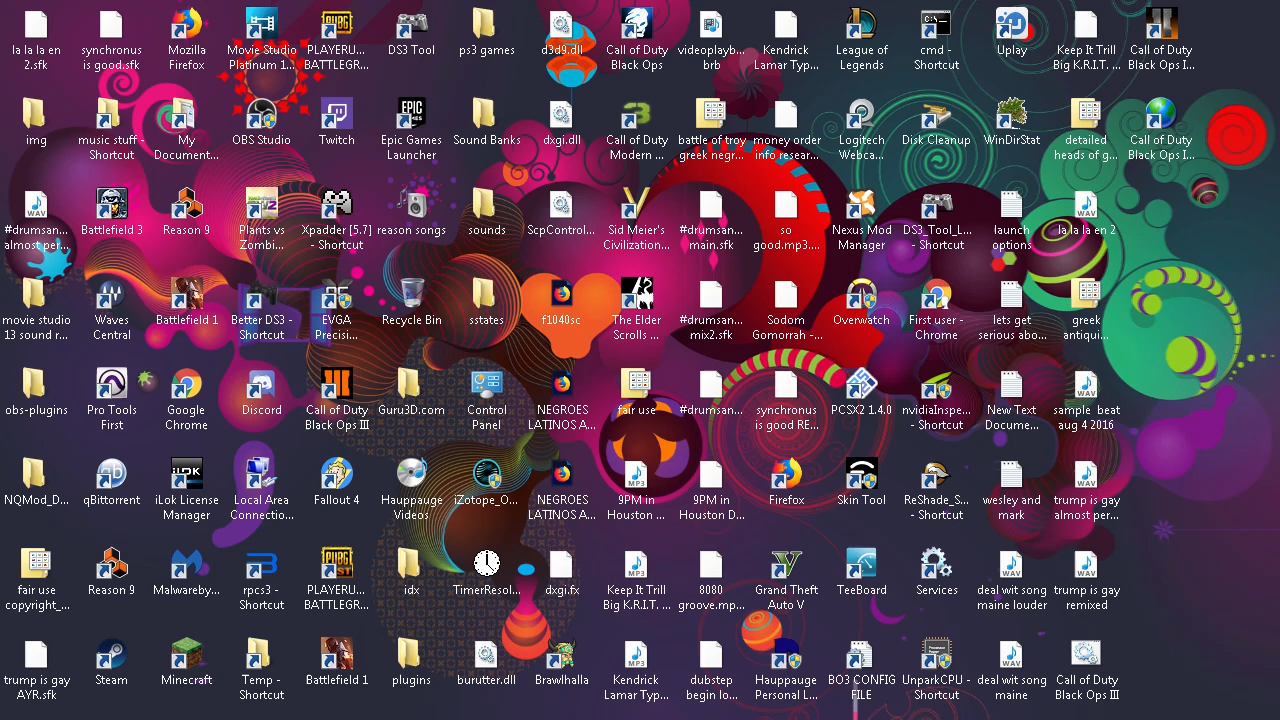 la la la en
2.sfk
synchronus
is good.sfk
Mozilla
Firefox
Movie Studio
Platinum 1...
PLAYERU...
BATTLEGR...
DS3 Tool
ps3 games
d3d9.dll
Call of Duty
Black Ops
videoplayb...
brb
Kendrick
Lamar Typ...
League of
Legends
cmd -
Shortcut
Uplay
Keep It Trill
Big K.R.I.T. ...
Call of Duty
Black Ops I...
img
music stuff -
Shortcut
My
Document...
OBS Studio
Twitch
Epic Games
Launcher
Sound Banks
dxgi.dll
Call of Duty
Modern ...
battle of troy
greek negr...
money order
info resear...
Logitech
Webca...
Disk Cleanup
WinDirStat
detailed
heads of g...
Call of Duty
Black Ops I...
#drumsan...
almost per...
Battlefield 3
Reason 9
Plants vs
Zombi...
Xpadder [5.7]
- Shortcut
reason songs
sounds
ScpControl...
Sid Meier's
Civilization...
#drumsan...
main.sfk
so
good.mp3....
Nexus Mod
Manager
DS3_Tool_L...
- Shortcut
launch
options
la la la en 2
movie studio
13 sound r...
Waves
Central
Battlefield 1
Better DS3 -
Shortcut
EVGA
Precisi...
Recycle Bin
sstates
f1040sc
The Elder
Scrolls ...
#drumsan...
mix2.sfk
Sodom
Gomorrah -...
Overwatch
First user -
Chrome
lets get
serious abo...
greek
antiqui...
obs-plugins
Pro Tools
First
Google
Chrome
Discord
Call of Duty
Black Ops III
Guru3D.com
Control
Panel
NEGROES
LATINOS A...
fair use
#drumsan...
synchronus
is good RE...
PCSX2 1.4.0
nvidiaInspe...
- Shortcut
New Text
Docume...
sample beat
aug 4 2016
NQMod_D...
qBittorrent
iLok License
Manager
Local Area
Connectio...
Fallout 4
Hauppauge
Videos
iZotope_O...
NEGROES
LATINOS A...
9PM in
Houston ...
9PM in
Houston D...
Firefox
Skin Tool
ReShade_S...
- Shortcut
wesley and
mark
trump is gay
almost per...
fair use
copyright_...
Reason 9
Malwareby...
rpcs3 -
Shortcut
PLAYERU...
BATTLEGR...
idx
TimerResol...
dxgi.fx
Keep It Trill
Big K.R.I.T. ...
8080
groove.mp...
Grand Theft
Auto V
TeeBoard
Services
deal wit song
maine louder
trump is gay
remixed
trump is gay
AYR.sfk
Steam
Minecraft
Temp -
Shortcut
Battlefield 1
plugins
burutter.dll
Brawlhalla
Kendrick
Lamar Typ...
dubstep
begin lo...
Hauppauge
Personal L...
BO3 CONFIG
FILE
UnparkCPU -
Shortcut
deal wit song
maine
Call of Duty
Black Ops III